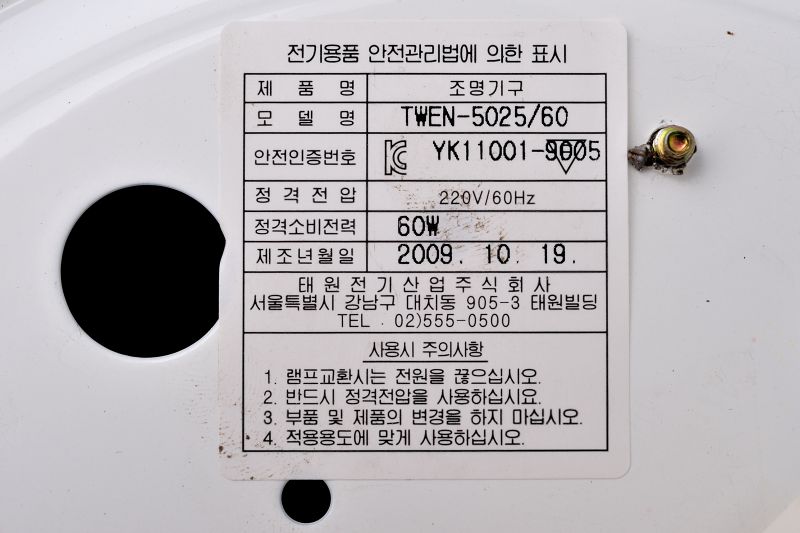 전기용품 안전관리법에 의한 표시
제 품 명 조명기구
모 델 명 TWEN-5025/60
안전인증번호 KC YK11001-9005
정 격 전 압 220V/60Hz
정격소비전력 60W
제조년월일 2009. 10. 19.
태 원 전 기 산 업 주 식 회 사
서울특별시 강남구 대치동 905-3 태원빌딩
TEL . 02)555-0500
사용시 주의사항
1. 램프교환시는 전원을 끊으십시오.
2. 반드시 정격전압을 사용하십시요.
3. 부품 및 제품의 변경을 하지 마십시오.
4. 적용용도에 맞게 사용하십시오.